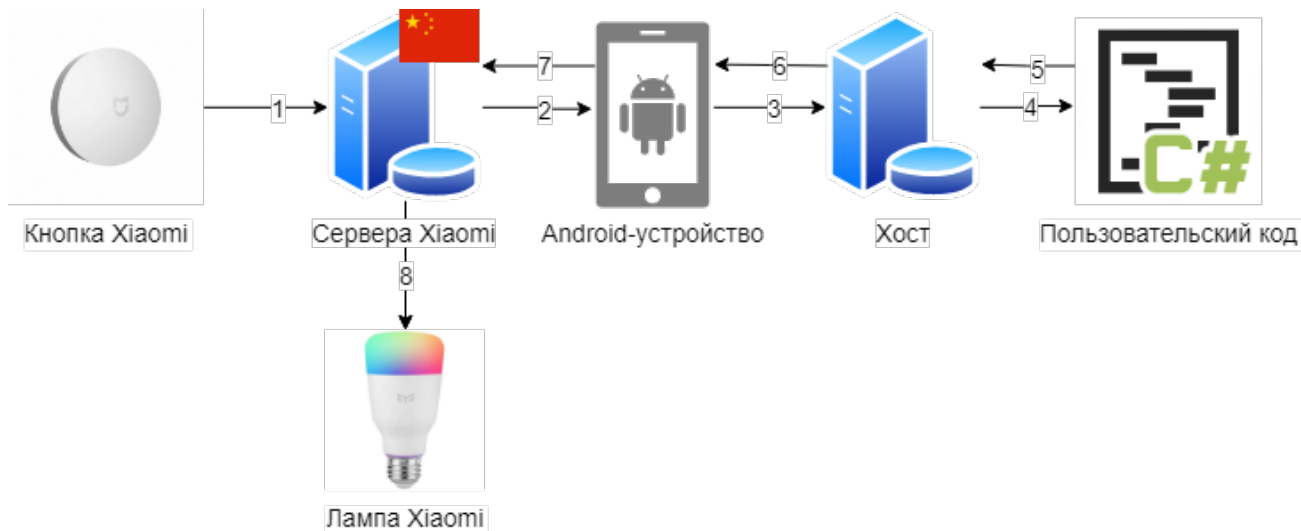 7
6
5
1
2
3
4
C#
Кнопка Xiaomi
Сервера Xiaomi
Android-устройство
Хост
Пользовательский код
8
Лампа Xiaomi